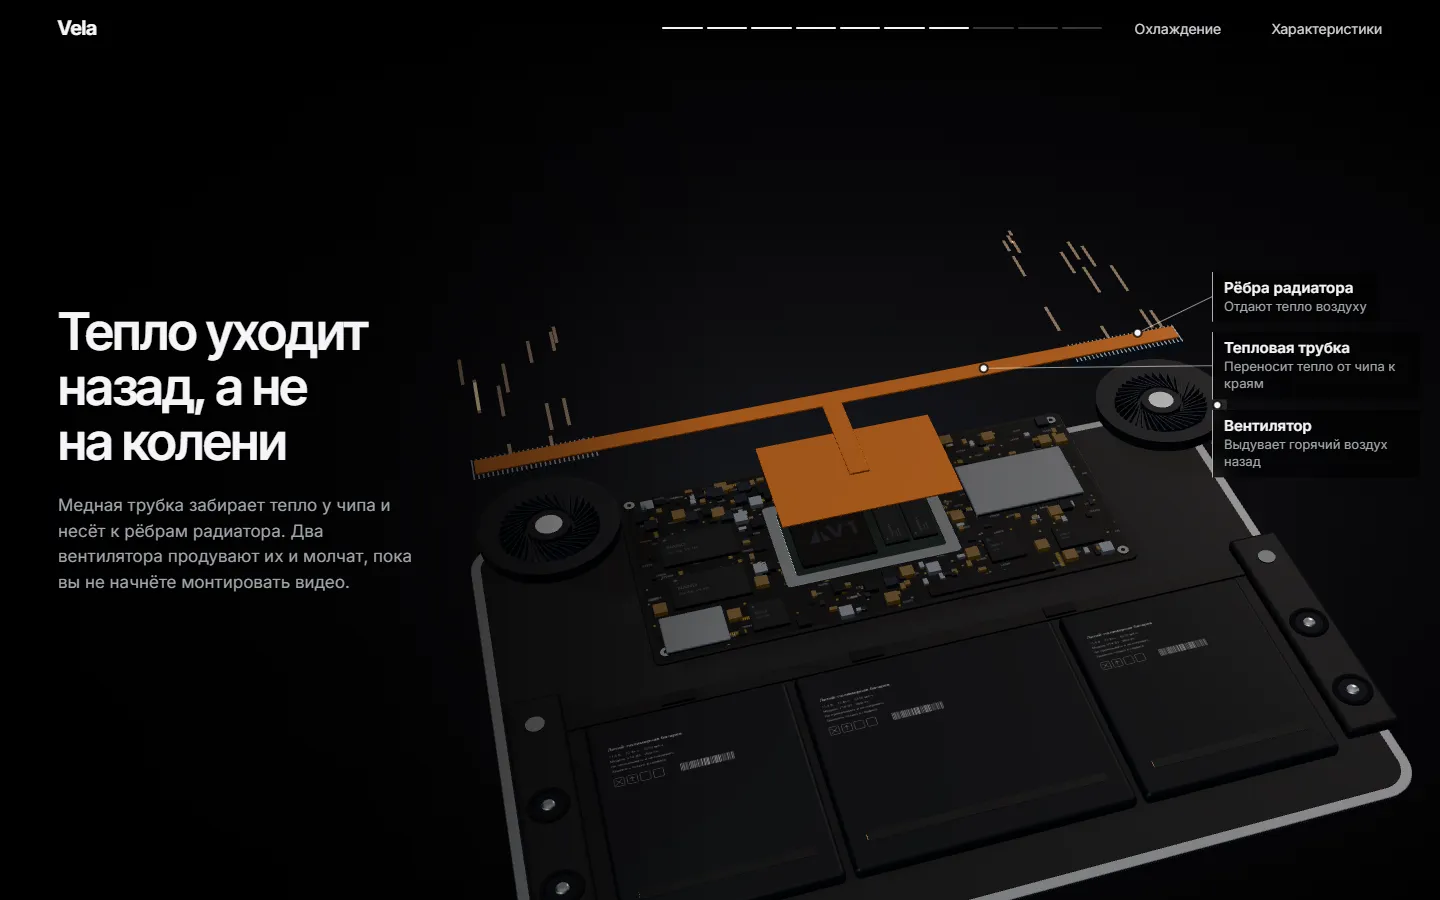 Vela
Охлаждение
Характеристики
Тепло уходит
назад, а не
на колени
Медная трубка забирает тепло у чипа и
несёт к рёбрам радиатора. Два
вентилятора продувают их и молчат, пока
вы не начнёте монтировать видео.
Рёбра радиатора
Отдают тепло воздуху
Тепловая трубка
Переносит тепло от чипа к
краям
Вентилятор
Выдувает горячий воздух
назад